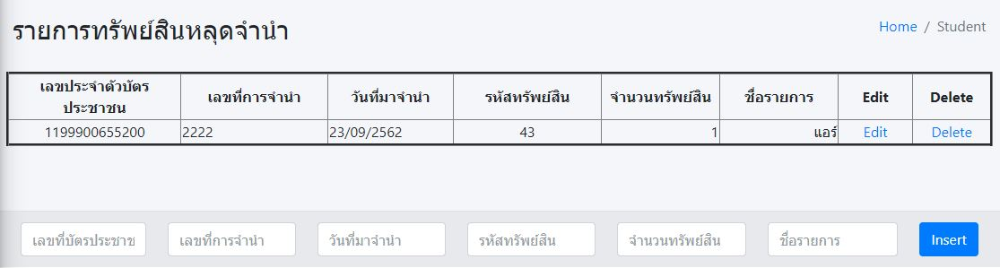 รายการทรัพย์สินหลุดจำนำ
Home / Student
เลขประจำตัวบัตรประชาชน เลขที่การจำนำ วันที่มาจำนำ รหัสทรัพย์สิน จำนวนทรัพย์สิน ชื่อรายการ Edit Delete
1199900655200 2222 23/09/2562 43 1 แอร์ Edit Delete
เลขที่บัตรประชาช เลขที่การจำนำ วันที่มาจำนำ รหัสทรัพย์สิน จำนวนทรัพย์สิน ชื่อรายการ Insert